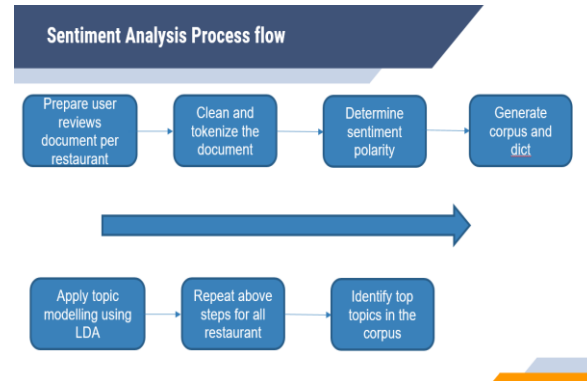 Sentiment Analysis Process flow
Prepare user
reviews
document per
restaurant
Clean and
tokenize the
document
Determine
sentiment
polarity
Generate
corpus and
dict
Apply topic
modelling using
LDA
Repeat above
steps for all
restaurant
Identify top
topics in the
corpus